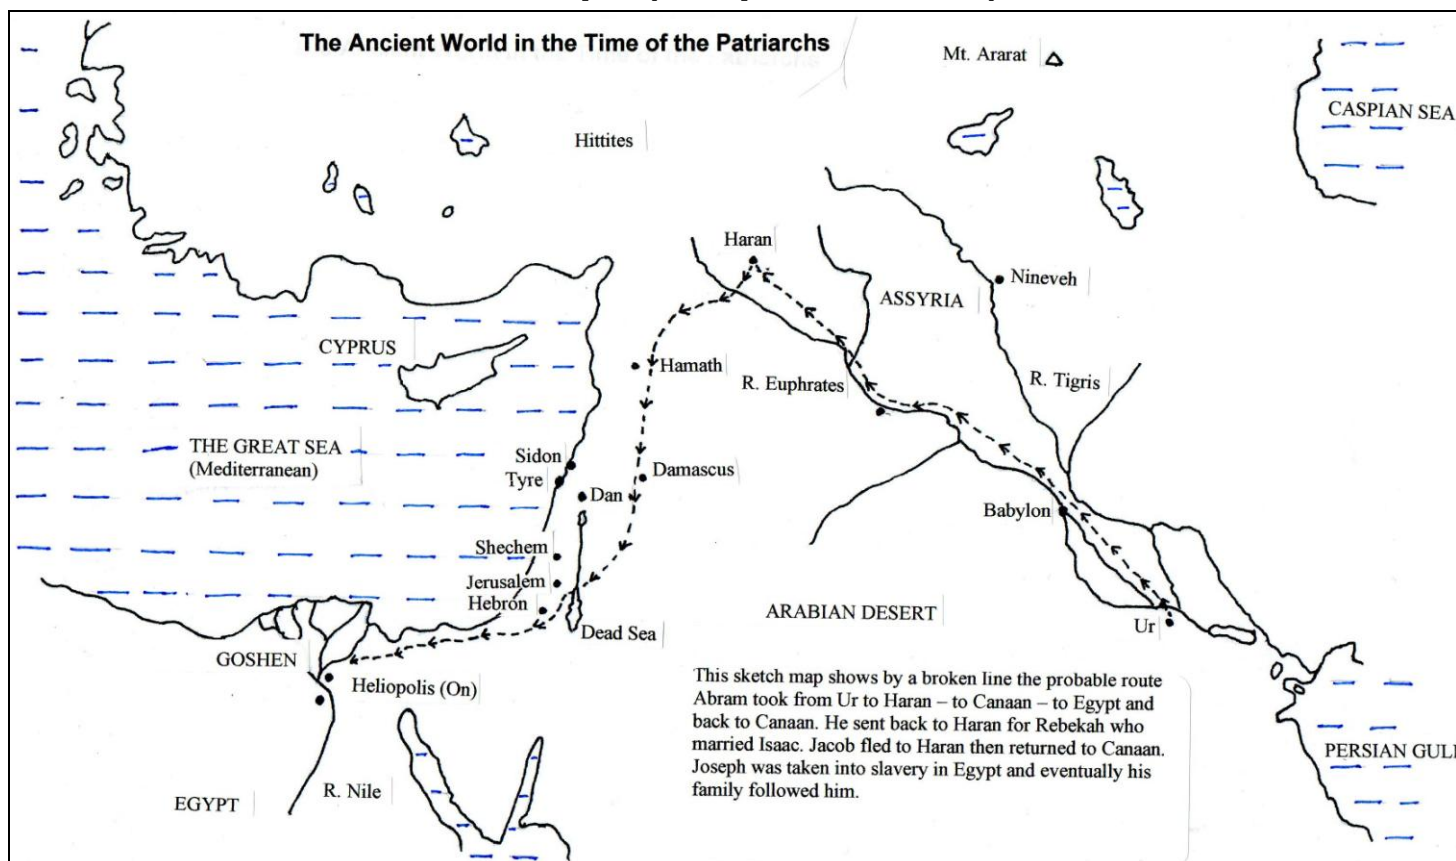 The Ancient World in the Time of the Patriarchs
Mt. Ararat
CASPIAN SEA
Hittites
Haran
Nineveh
ASSYRIA
CYPRUS
Hamath
R. Euphrates
R. Tigris
THE GREAT SEA
(Mediterranean)
Sidon
Tyre
Damascus
Dan
Babylon
Shechem
Jerusalem
Hebron
ARABIAN DESERT
Ur
Dead Sea
GOSHEN
Heliopolis (On)
This sketch map shows by a broken line the probable route
Abram took from Ur to Haran – to Canaan – to Egypt and
back to Canaan. He sent back to Haran for Rebekah who
married Isaac. Jacob fled to Haran then returned to Canaan.
Joseph was taken into slavery in Egypt and eventually his
family followed him.
PERSIAN GUL
R. Nile
EGYPT